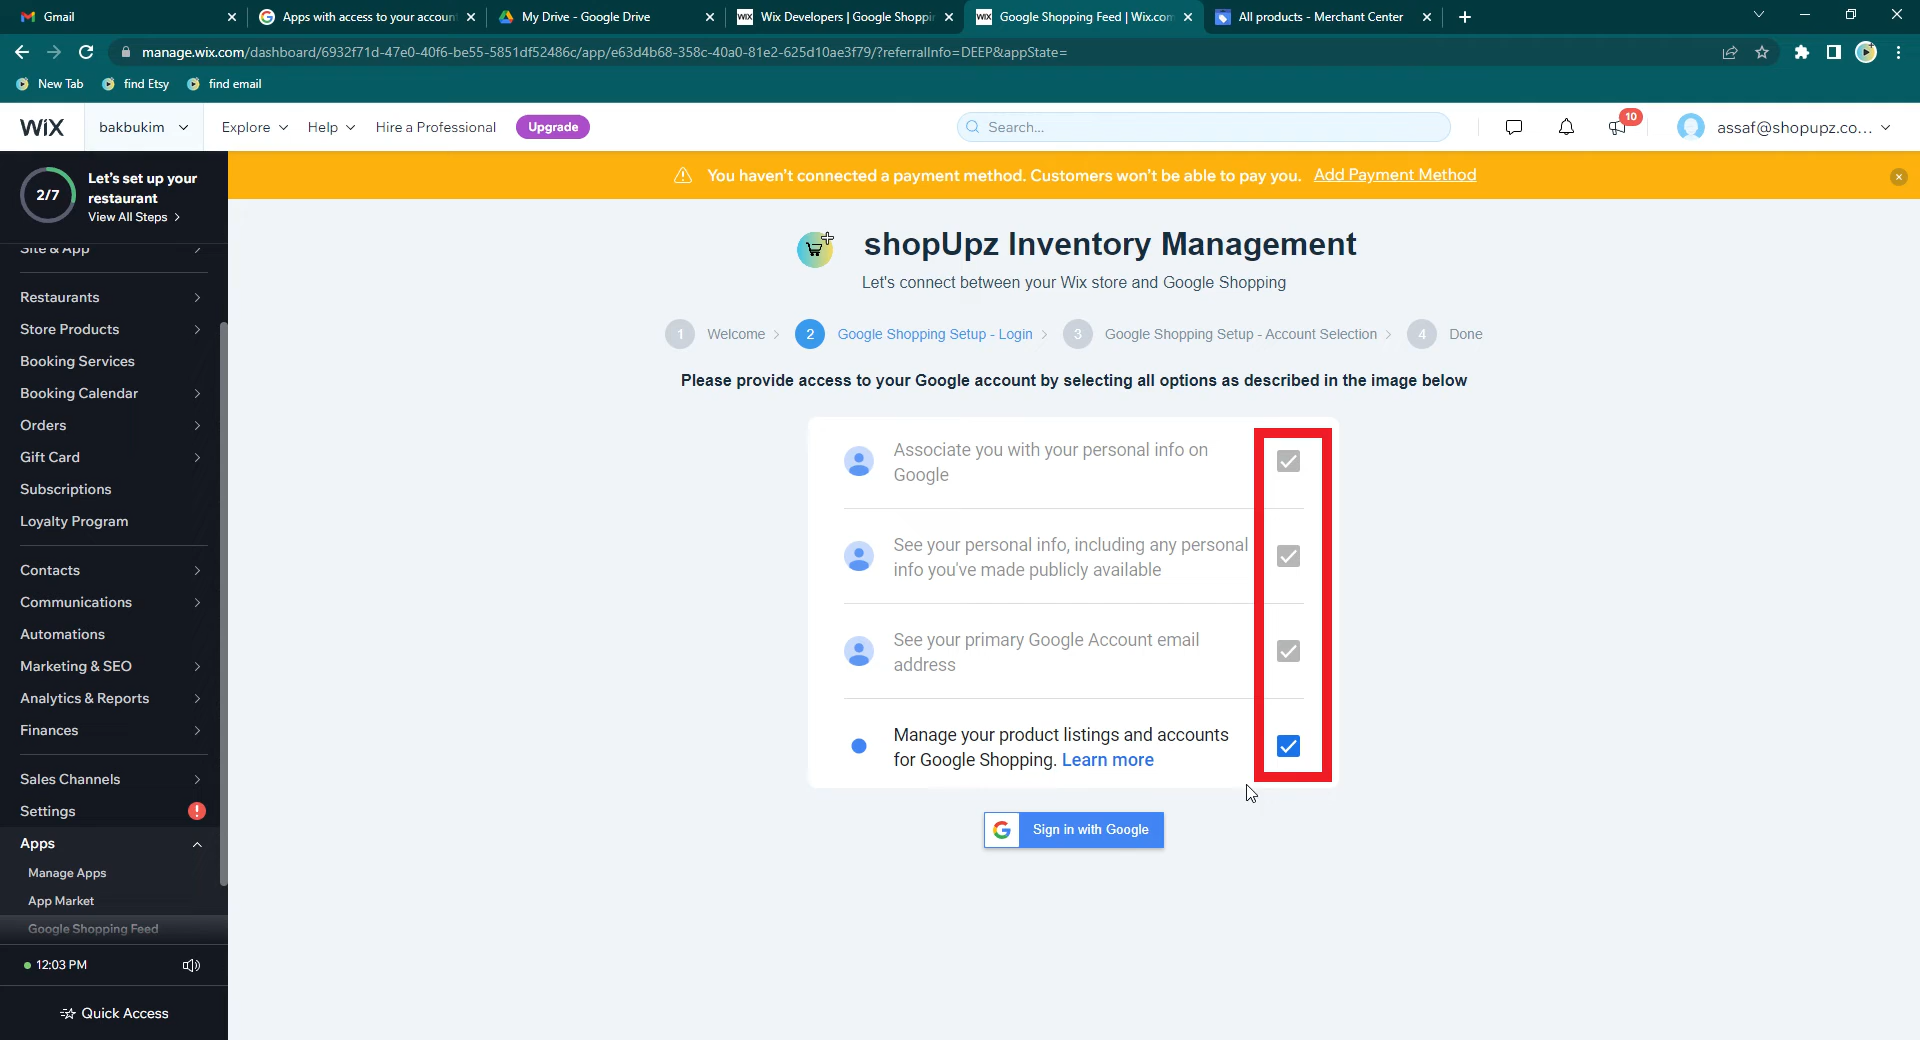 Gmail
Apps with access to your account
My Drive - Google Drive
WiX Wix Developers | Google Shoppin
WiX Google Shopping Feed | Wix.com
All products - Merchant Center
manage.wix.com/dashboard/6932f71d-47e0-40f6-be55-5851df52486c/app/e63d4b68-358c-40a0-81e2-625d10ae3f79/?referralInfo=DEEP&appState=
New Tab
find Etsy
find email
WiX
bakbukim
Explore
Help
Hire a Professional
Upgrade
Search...
10
assaf@shopupz.co...
2/7
Let's set up your
restaurant
View All Steps
You haven't connected a payment method. Customers won't be able to pay you. Add Payment Method
Site & App
Restaurants
Store Products
Booking Services
Booking Calendar
Orders
Gift Card
Subscriptions
Loyalty Program
Contacts
Communications
Automations
Marketing & SEO
Analytics & Reports
Finances
Sales Channels
Settings
!
Apps
Manage Apps
App Market
Google Shopping Feed
12:03 PM
Quick Access
shopUpz Inventory Management
Let's connect between your Wix store and Google Shopping
1 Welcome
2 Google Shopping Setup - Login
3 Google Shopping Setup - Account Selection
4 Done
Please provide access to your Google account by selecting all options as described in the image below
Associate you with your personal info on
Google
See your personal info, including any personal
info you've made publicly available
See your primary Google Account email
address
Manage your product listings and accounts
for Google Shopping. Learn more
Sign in with Google